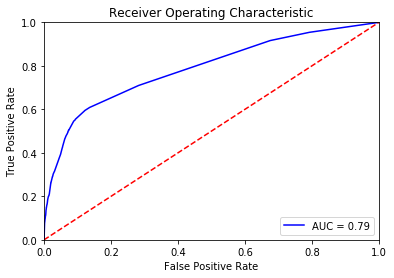 Receiver Operating Characteristic
1.0
0.8
0.6
0.4
0.2
0.0
True Positive Rate
AUC = 0.79
0.0 0.2 0.4 0.6 0.8 1.0
False Positive Rate